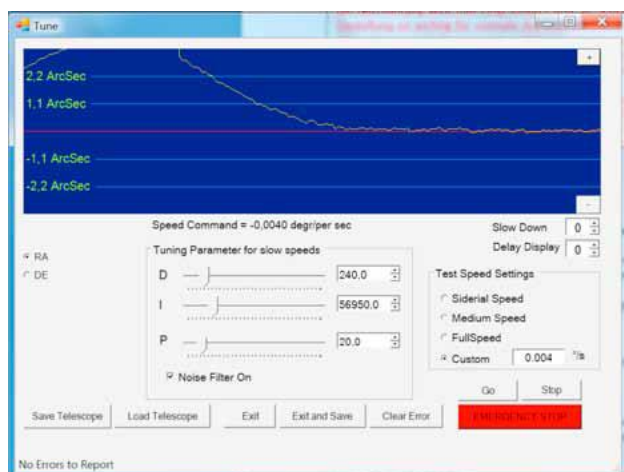 Tune
+
2,2 ArcSec
1,1 ArcSec
-1,1 ArcSec
-2,2 ArcSec
-
Speed Command = -0,0040 degr/per sec
Slow Down 0
Delay Display 0
RA
DE
Tuning Parameter for slow speeds
D 240,0
I 56950,0
P 20,0
Noise Filter On
Test Speed Settings
Siderial Speed
Medium Speed
FullSpeed
Custom 0.004 °/s
Go Stop
Save Telescope Load Telescope Exit Exit and Save Clear Error EMERGENCY STOP
No Errors to Report